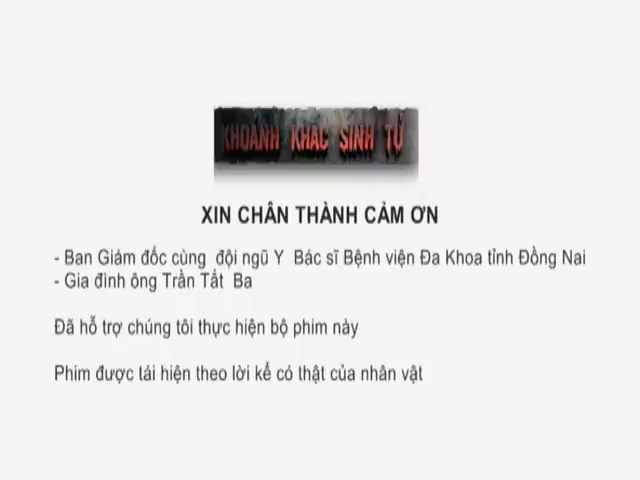 KHOẢNH KHẮC SINH TỬ
XIN CHÂN THÀNH CẢM ƠN
- Ban Giám đốc cùng đội ngũ Y Bác sĩ Bệnh viện Đa Khoa tỉnh Đồng Nai
- Gia đình ông Trần Tất Ba
Đã hỗ trợ chúng tôi thực hiện bộ phim này
Phim được tái hiện theo lời kể có thật của nhân vật